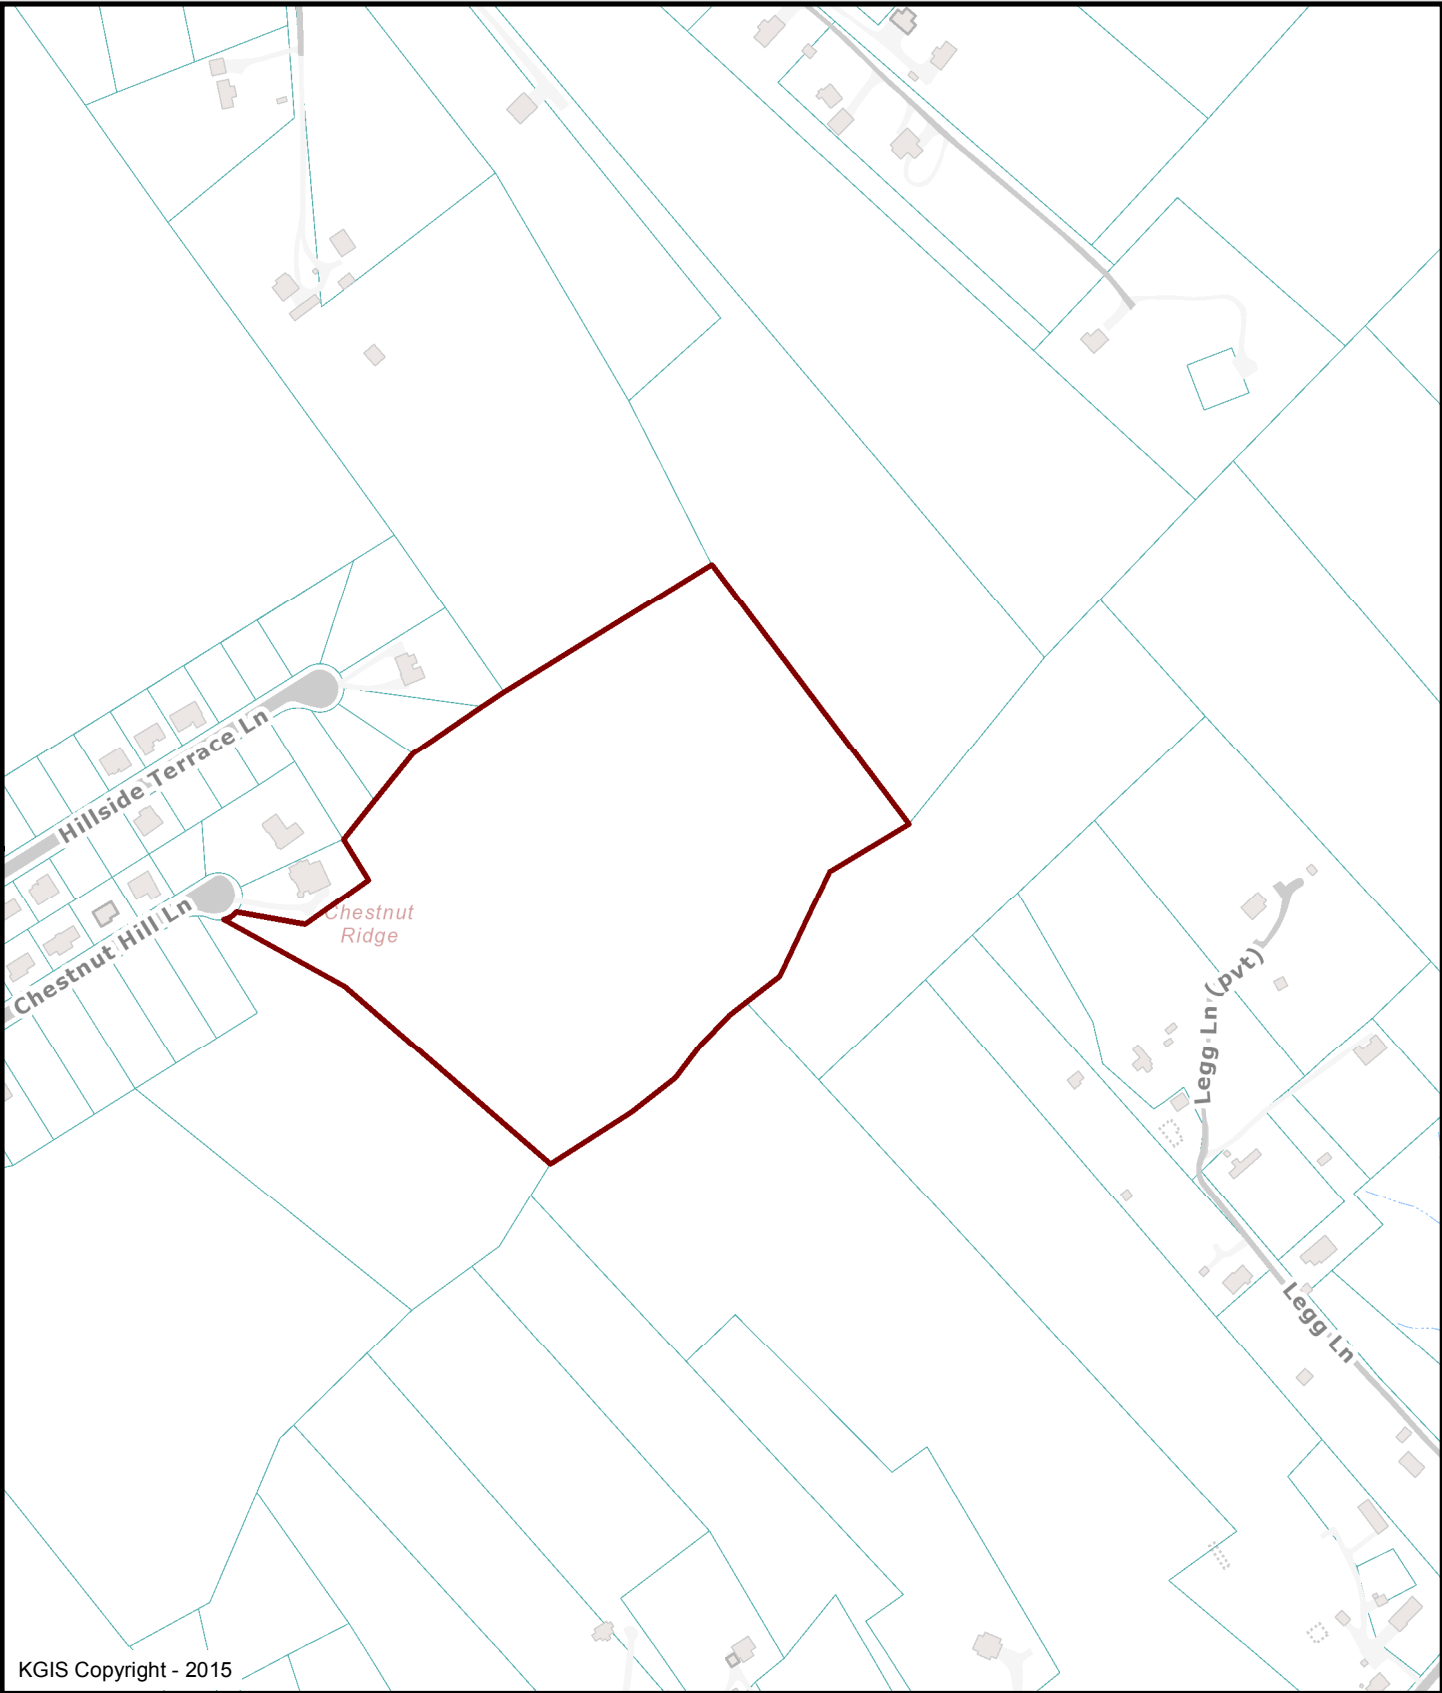 Hillside Terrace Ln
Chestnut Hill Ln
Chestnut
Ridge
Legg Ln (pvt)
Legg Ln
KGIS Copyright - 2015